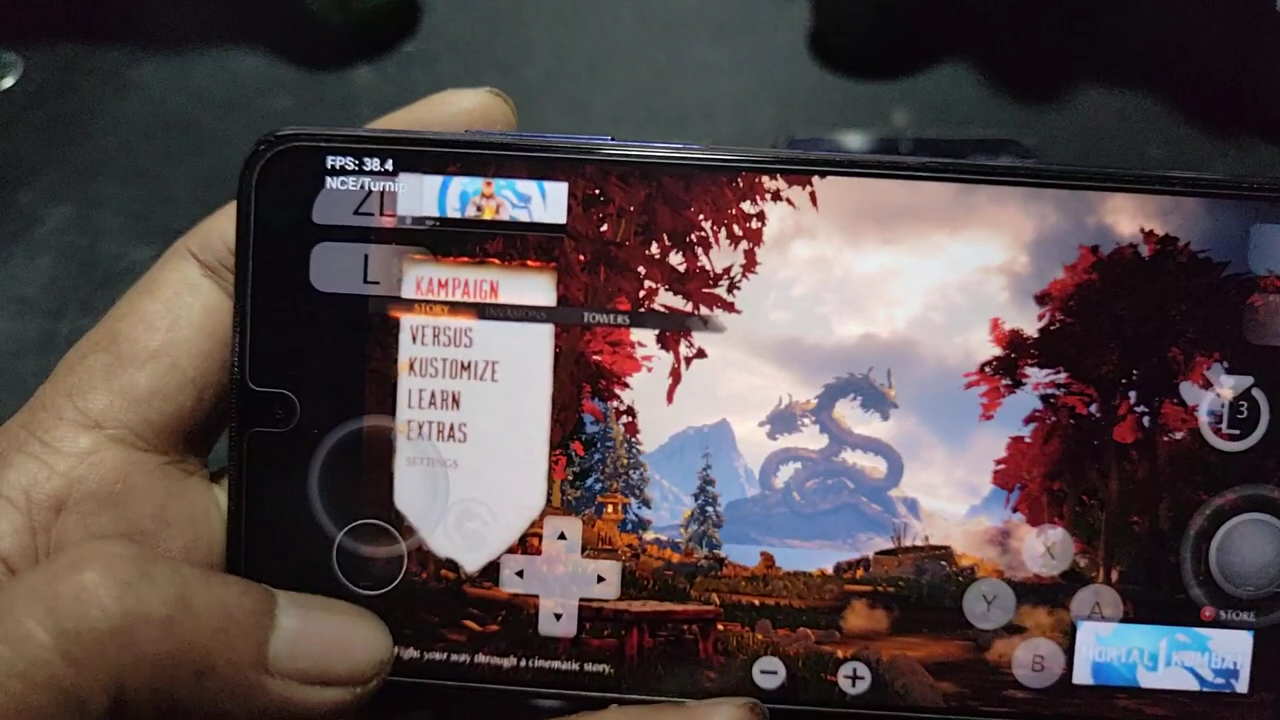 FPS: 38.4
NCE/Turnip
ZL
L
KAMPAIGN
STORY INVASIONS TOWERS
VERSUS
KUSTOMIZE
LEARN
EXTRAS
SETTINGS
L3
X
Y A
B
STORE
MORTAL KOMBAT
Fight your way through a cinematic story.